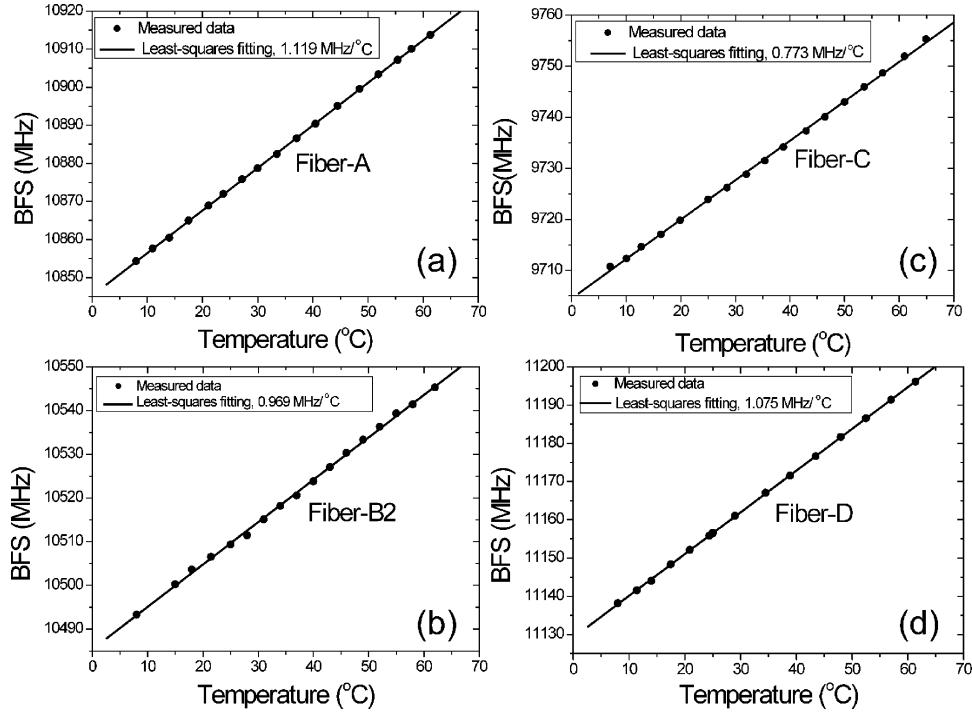 10920
10910
10900
10890
10880
10870
10860
10850
BFS (MHz)
Measured data
Least-squares fitting, 1.119 MHz/°C
Fiber-A
(a)
0 10 20 30 40 50 60 70
Temperature (°C)
9760
9750
9740
9730
9720
9710
BFS(MHz)
Measured data
Least-squares fitting, 0.773 MHz/°C
Fiber-C
(c)
0 10 20 30 40 50 60 70
Temperature (°C)
10550
10540
10530
10520
10510
10500
10490
BFS (MHz)
Measured data
Least-squares fitting, 0.969 MHz/°C
Fiber-B2
(b)
0 10 20 30 40 50 60 70
Temperature (°C)
11200
11190
11180
11170
11160
11150
11140
11130
BFS (MHz)
Measured data
Least-squares fitting, 1.075 MHz/°C
Fiber-D
(d)
0 10 20 30 40 50 60 70
Temperature (°C)